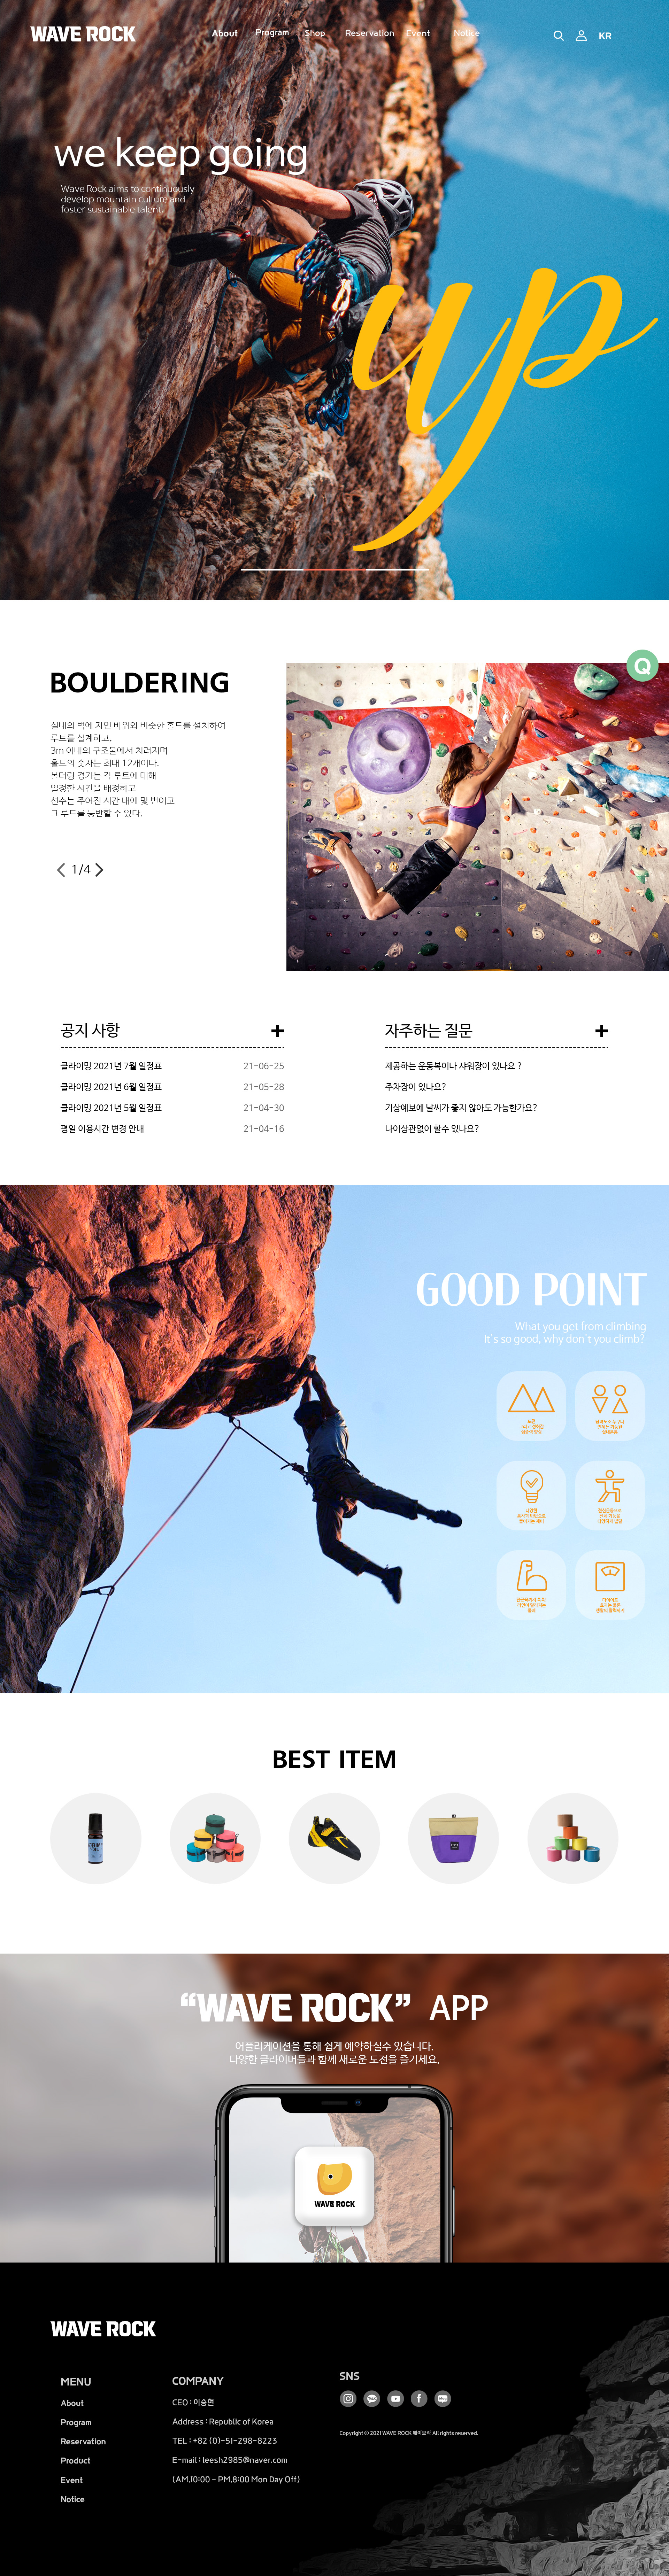 WAVE ROCK
About Program Shop Reservation Event Notice
KR
we keep going
Wave Rock aims to continuously
develop mountain culture and
foster sustainable talent.
up
Q
BOULDERING
실내의 벽에 자연 바위와 비슷한 홀드를 설치하여
루트를 설계하고,
3m 이내의 구조물에서 치러지며
홀드의 숫자는 최대 12개이다.
볼더링 경기는 각 루트에 대해
일정한 시간을 배정하고
선수는 주어진 시간 내에 몇 번이고
그 루트를 등반할 수 있다.
1/4
공지 사항
클라이밍 2021년 7월 일정표 21-06-25
클라이밍 2021년 6월 일정표 21-05-28
클라이밍 2021년 5월 일정표 21-04-30
평일 이용시간 변경 안내 21-04-16
자주하는 질문
제공하는 운동복이나 샤워장이 있나요 ?
주차장이 있나요?
기상예보에 날씨가 좋지 않아도 가능한가요?
나이상관없이 할수 있나요?
GOOD POINT
What you get from climbing
It's so good, why don't you climb?
BEST ITEM
“WAVE ROCK” APP
어플리케이션을 통해 쉽게 예약하실수 있습니다.
다양한 클라이머들과 함께 새로운 도전을 즐기세요.
WAVE ROCK
WAVE ROCK
MENU
About
Program
Reservation
Product
Event
Notice
COMPANY
CEO : 이승현
Address : Republic of Korea
TEL : +82 (0)-51-298-8223
E-mail : leesh2985@naver.com
(AM.10:00 - PM.8:00 Mon Day Off)
SNS
Copyright ⓒ 2021 WAVE ROCK 웨이브락 All rights reserved.